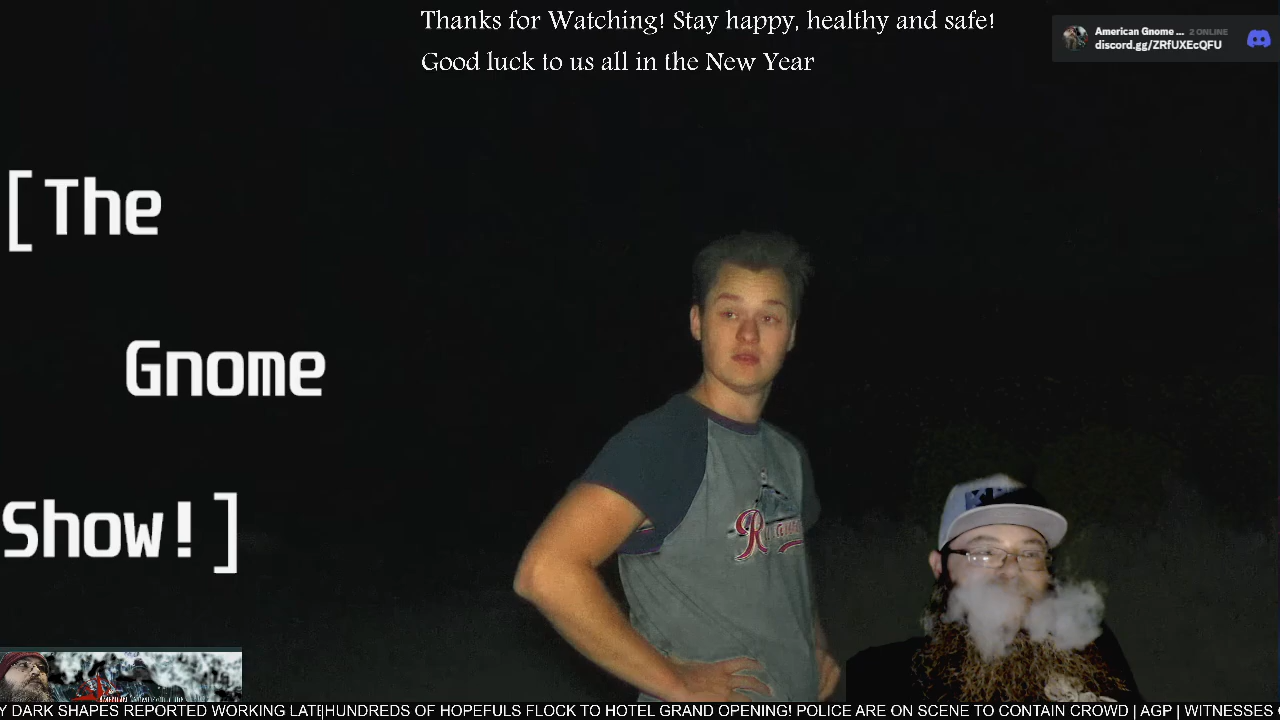 Thanks for Watching! Stay happy, healthy and safe!
Good luck to us all in the New Year
American Gnome ... 2 ONLINE
discord.gg/ZRfUXEcQFU
[The
Gnome
Show!]
Y DARK SHAPES REPORTED WORKING LATE|HUNDREDS OF HOPEFULS FLOCK TO HOTEL GRAND OPENING! POLICE ARE ON SCENE TO CONTAIN CROWD | AGP | WITNESSES